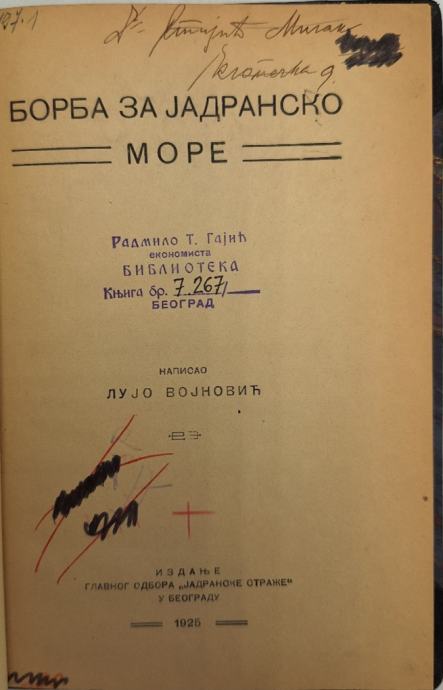 БОРБА ЗА ЈАДРАНСКО
МОРЕ
Радмило Т. Гајић
економиста
БИБЛИОТЕКА
Књига бр. 7.267/
БЕОГРАД
НАПИСАО
ЛУЈО ВОЈНОВИЋ
ИЗДАЊЕ
ГЛАВНОГ ОДБОРА „ЈАДРАНСКЕ СТРАЖЕ“
У БЕОГРАДУ
1925